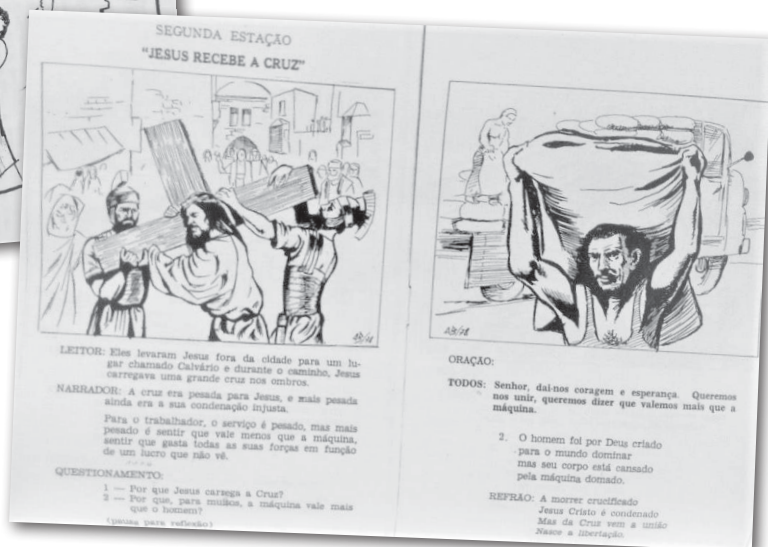 SEGUNDA ESTAÇÃO
"JESUS RECEBE A CRUZ"
LEITOR: Eles levaram Jesus fora da cidade para um lu-
gar chamado Calvário e durante o caminho, Jesus
carregava uma grande cruz nos ombros.
NARRADOR: A cruz era pesada para Jesus, e mais pesada
ainda era a sua condenação injusta.
Para o trabalhador, o serviço é pesado, mas mais
pesado é sentir que vale menos que a máquina,
sentir que gasta todas as suas forças em função
de um lucro que não vê.
QUESTIONAMENTO:
1 — Por que Jesus carrega a Cruz?
2 — Por que, para muitos, a máquina vale mais
que o homem?
(pausa para reflexão)
ORAÇÃO:
TODOS: Senhor, dai-nos coragem e esperança. Queremos
nos unir, queremos dizer que valemos mais que a
máquina.
2. O homem foi por Deus criado
para o mundo dominar
mas seu corpo está cansado
pela máquina domado.
REFRÃO: A morrer crucificado
Jesus Cristo é condenado
Mas da Cruz vem a união
Nasce a libertação.